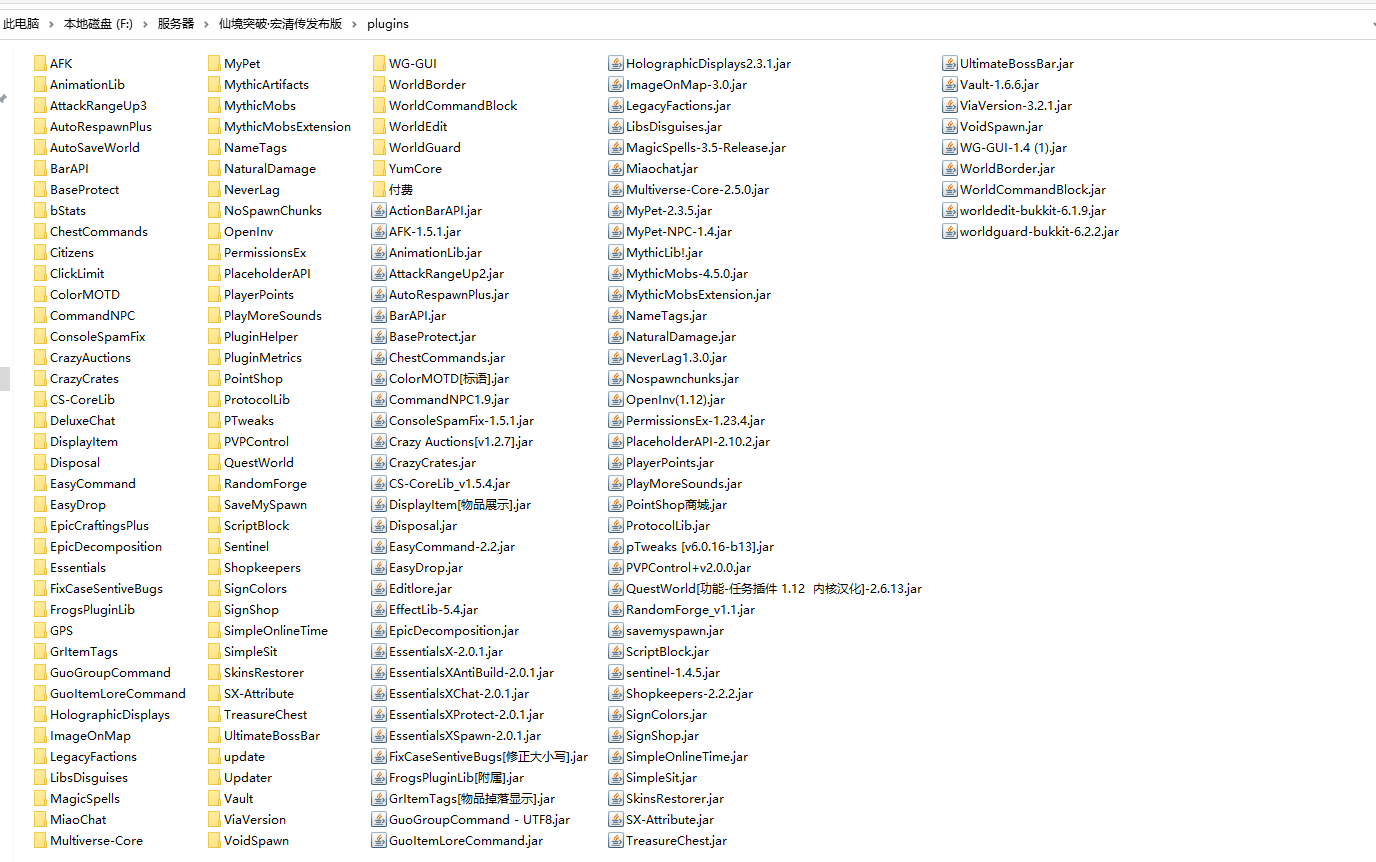 此电脑 › 本地磁盘 (F:) › 服务器 › 仙境突破·宏清传发布版 › plugins
AFK
AnimationLib
AttackRangeUp3
AutoRespawnPlus
AutoSaveWorld
BarAPI
BaseProtect
bStats
ChestCommands
Citizens
ClickLimit
ColorMOTD
CommandNPC
ConsoleSpamFix
CrazyAuctions
CrazyCrates
CS-CoreLib
DeluxeChat
DisplayItem
Disposal
EasyCommand
EasyDrop
EpicCraftingsPlus
EpicDecomposition
Essentials
FixCaseSentiveBugs
FrogsPluginLib
GPS
GrItemTags
GuoGroupCommand
GuoItemLoreCommand
HolographicDisplays
ImageOnMap
LegacyFactions
LibsDisguises
MagicSpells
MiaoChat
Multiverse-Core
MyPet
MythicArtifacts
MythicMobs
MythicMobsExtension
NameTags
NaturalDamage
NeverLag
NoSpawnChunks
OpenInv
PermissionsEx
PlaceholderAPI
PlayerPoints
PlayMoreSounds
PluginHelper
PluginMetrics
PointShop
ProtocolLib
PTweaks
PVPControl
QuestWorld
RandomForge
SaveMySpawn
ScriptBlock
Sentinel
Shopkeepers
SignColors
SignShop
SimpleOnlineTime
SimpleSit
SkinsRestorer
SX-Attribute
TreasureChest
UltimateBossBar
update
Updater
Vault
ViaVersion
VoidSpawn
WG-GUI
WorldBorder
WorldCommandBlock
WorldEdit
WorldGuard
YumCore
付费
ActionBarAPI.jar
AFK-1.5.1.jar
AnimationLib.jar
AttackRangeUp2.jar
AutoRespawnPlus.jar
BarAPI.jar
BaseProtect.jar
ChestCommands.jar
ColorMOTD[标语].jar
CommandNPC1.9.jar
ConsoleSpamFix-1.5.1.jar
Crazy Auctions[v1.2.7].jar
CrazyCrates.jar
CS-CoreLib_v1.5.4.jar
DisplayItem[物品展示].jar
Disposal.jar
EasyCommand-2.2.jar
EasyDrop.jar
Editlore.jar
EffectLib-5.4.jar
EpicDecomposition.jar
EssentialsX-2.0.1.jar
EssentialsXAntiBuild-2.0.1.jar
EssentialsXChat-2.0.1.jar
EssentialsXProtect-2.0.1.jar
EssentialsXSpawn-2.0.1.jar
FixCaseSentiveBugs[修正大小写].jar
FrogsPluginLib[附属].jar
GrItemTags[物品掉落显示].jar
GuoGroupCommand - UTF8.jar
GuoItemLoreCommand.jar
HolographicDisplays2.3.1.jar
ImageOnMap-3.0.jar
LegacyFactions.jar
LibsDisguises.jar
MagicSpells-3.5-Release.jar
Miaochat.jar
Multiverse-Core-2.5.0.jar
MyPet-2.3.5.jar
MyPet-NPC-1.4.jar
MythicLib!.jar
MythicMobs-4.5.0.jar
MythicMobsExtension.jar
NameTags.jar
NaturalDamage.jar
NeverLag1.3.0.jar
Nospawnchunks.jar
OpenInv(1.12).jar
PermissionsEx-1.23.4.jar
PlaceholderAPI-2.10.2.jar
PlayerPoints.jar
PlayMoreSounds.jar
PointShop商城.jar
ProtocolLib.jar
pTweaks [v6.0.16-b13].jar
PVPControl+v2.0.0.jar
QuestWorld[功能-任务插件 1.12  内核汉化]-2.6.13.jar
RandomForge_v1.1.jar
savemyspawn.jar
ScriptBlock.jar
sentinel-1.4.5.jar
Shopkeepers-2.2.2.jar
SignColors.jar
SignShop.jar
SimpleOnlineTime.jar
SimpleSit.jar
SkinsRestorer.jar
SX-Attribute.jar
TreasureChest.jar
UltimateBossBar.jar
Vault-1.6.6.jar
ViaVersion-3.2.1.jar
VoidSpawn.jar
WG-GUI-1.4 (1).jar
WorldBorder.jar
WorldCommandBlock.jar
worldedit-bukkit-6.1.9.jar
worldguard-bukkit-6.2.2.jar